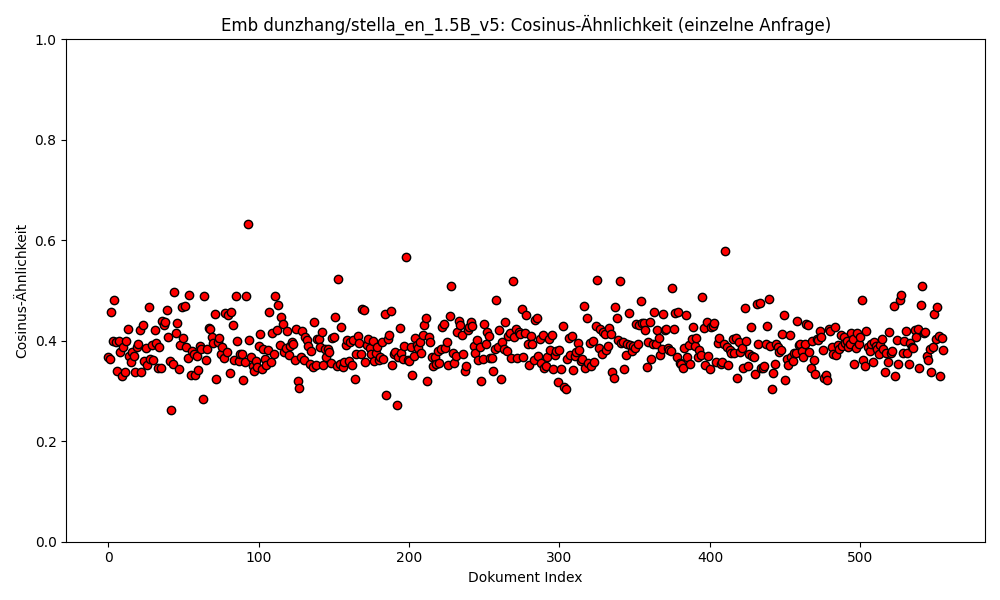 Emb dunzhang/stella_en_1.5B_v5: Cosinus-Ähnlichkeit (einzelne Anfrage)
Cosinus-Ähnlichkeit
1.0
0.8
0.6
0.4
0.2
0.0
0 100 200 300 400 500
Dokument Index